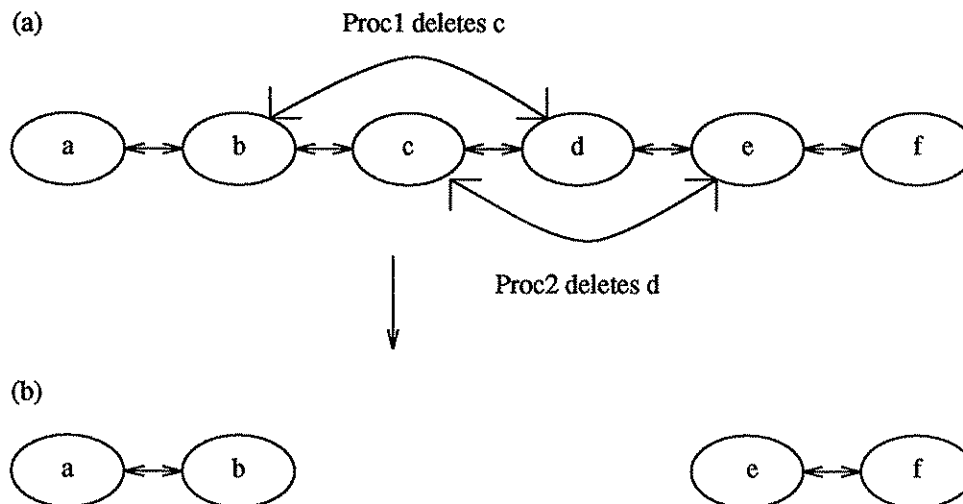 (a)
Proc1 deletes c
a b c d e f
Proc2 deletes d
(b)
a b e f